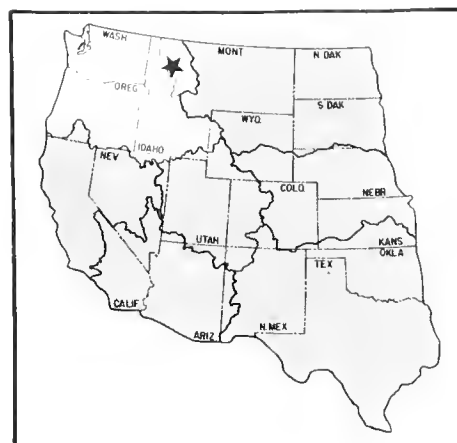 WASH
MONT
N DAK
OREG
S DAK
WYO.
IDAHO
NEV
COLO.
NEBR
UTAH
KANS
OKLA
TEX
CALIF
ARIZ
N.MEX